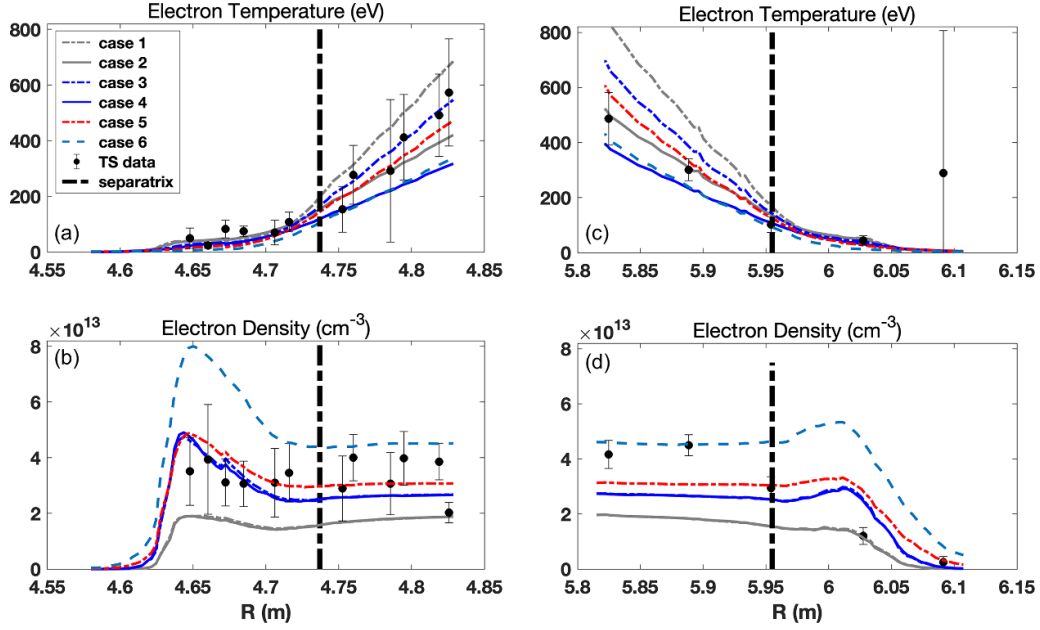 Electron Temperature (eV)
800
600
400
200
0
case 1
case 2
case 3
case 4
case 5
case 6
TS data
separatrix
(a)
4.55 4.6 4.65 4.7 4.75 4.8 4.85
Electron Temperature (eV)
800
600
400
200
0
(c)
5.8 5.85 5.9 5.95 6 6.05 6.1 6.15
×10^13
Electron Density (cm^-3)
8
6
4
2
0
(b)
4.55 4.6 4.65 4.7 4.75 4.8 4.85
R (m)
×10^13
Electron Density (cm^-3)
8
6
4
2
0
(d)
5.8 5.85 5.9 5.95 6 6.05 6.1 6.15
R (m)